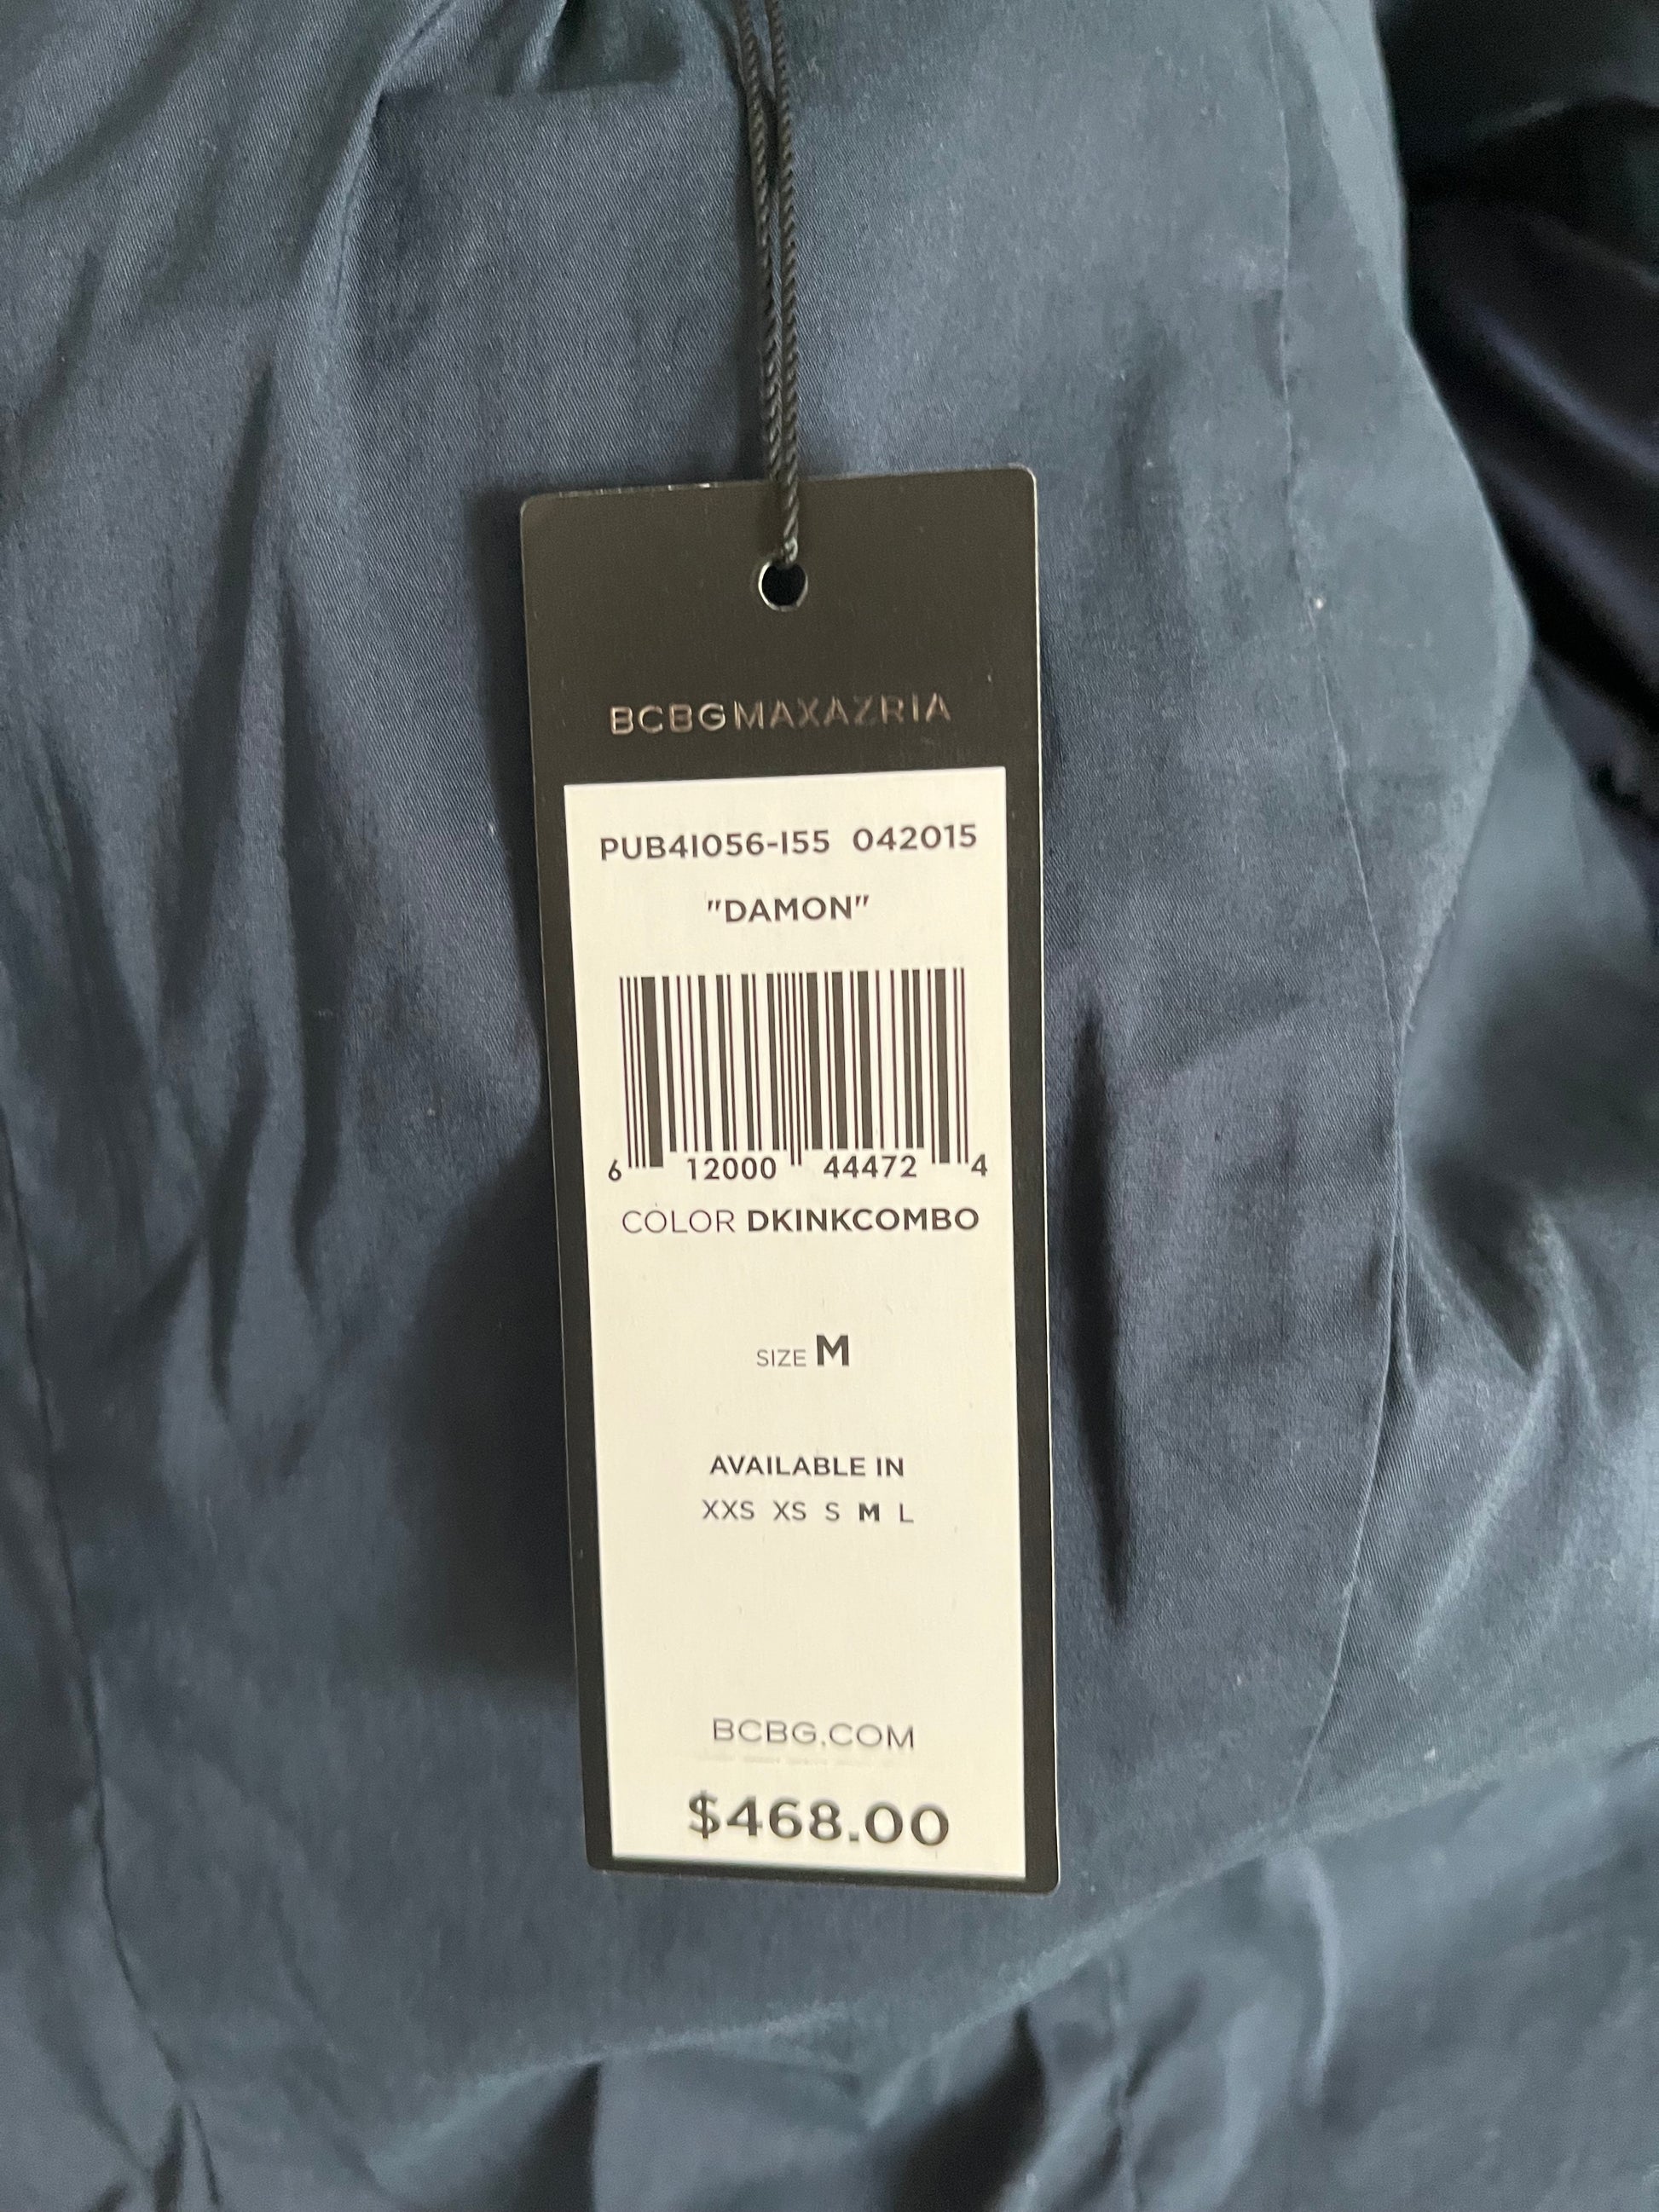 BCBGMAXAZRIA
PUB41056-I55 042015
"DAMON"
6 12000 44472 4
COLOR DKINKCOMBO
SIZE M
AVAILABLE IN
XXS XS S M L
BCBG.COM
$468.00